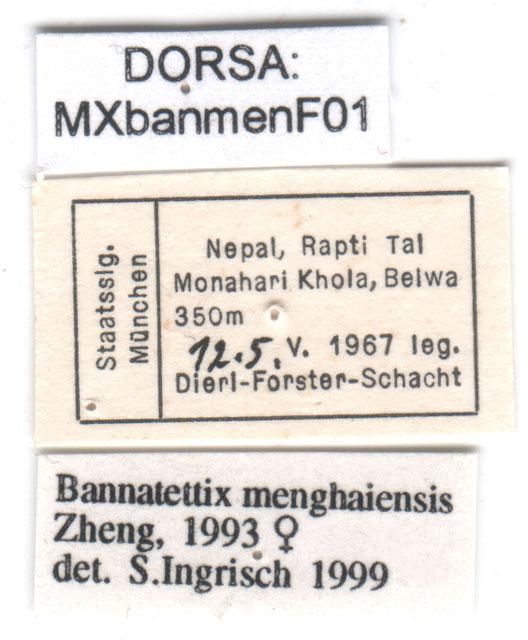 DORSA:
MXbanmenF01
Staatsslg.
München
Nepal, Rapti Tal
Monahari Khola, Belwa
350m
12.5. V. 1967 leg.
Dierl-Forster-Schacht
Bannatettix menghaiensis
Zheng, 1993 ♀
det. S.Ingrisch 1999